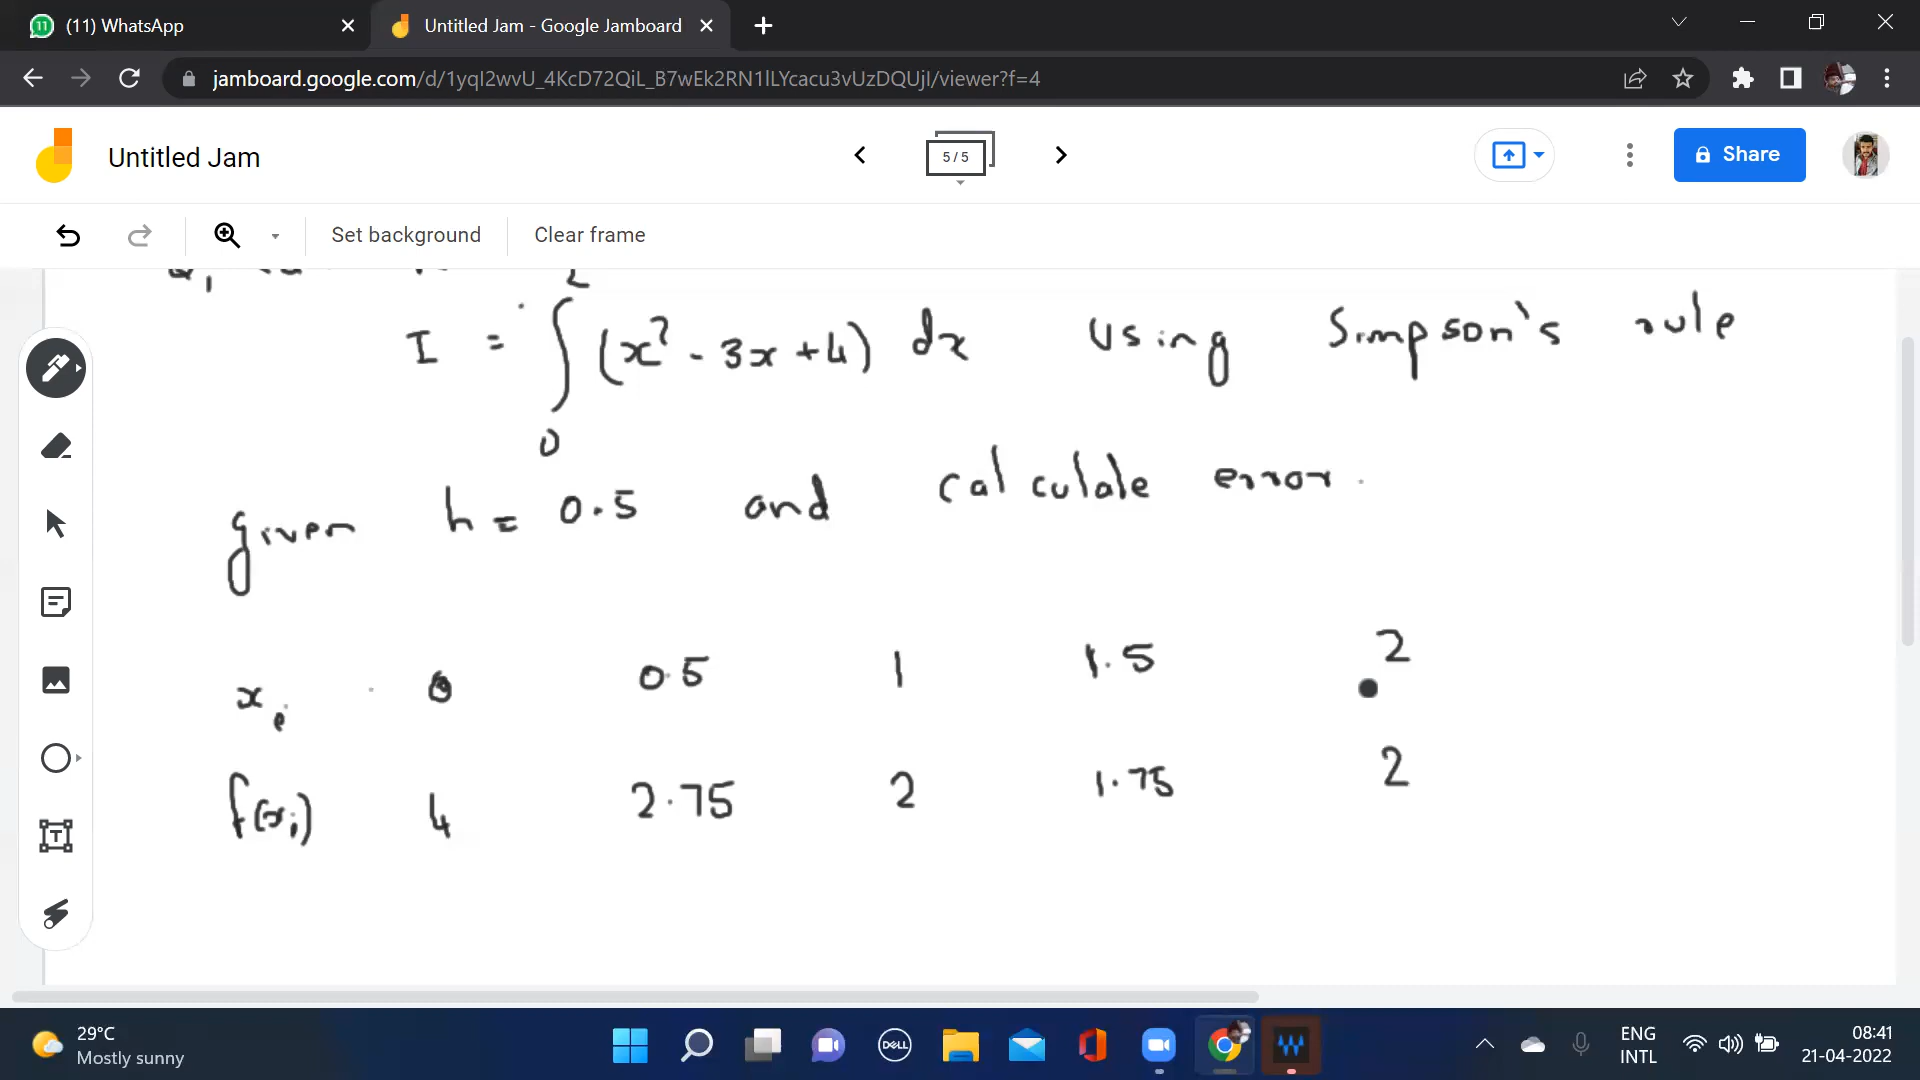 (11) WhatsApp
Untitled Jam - Google Jamboard
jamboard.google.com/d/1yqI2wvU_4KcD72QiL_B7wEk2RN1lLYcacu3vUzDQUjI/viewer?f=4
Untitled Jam
5 / 5
Share
Set background
Clear frame
I = ∫₀² (x² - 3x + 4) dx using Simpson's rule
given h = 0.5 and calculate error.
xᵢ 0 0.5 1 1.5 2
f(xᵢ) 4 2.75 2 1.75 2
29°C
Mostly sunny
DELL
ENG
INTL
08:41
21-04-2022